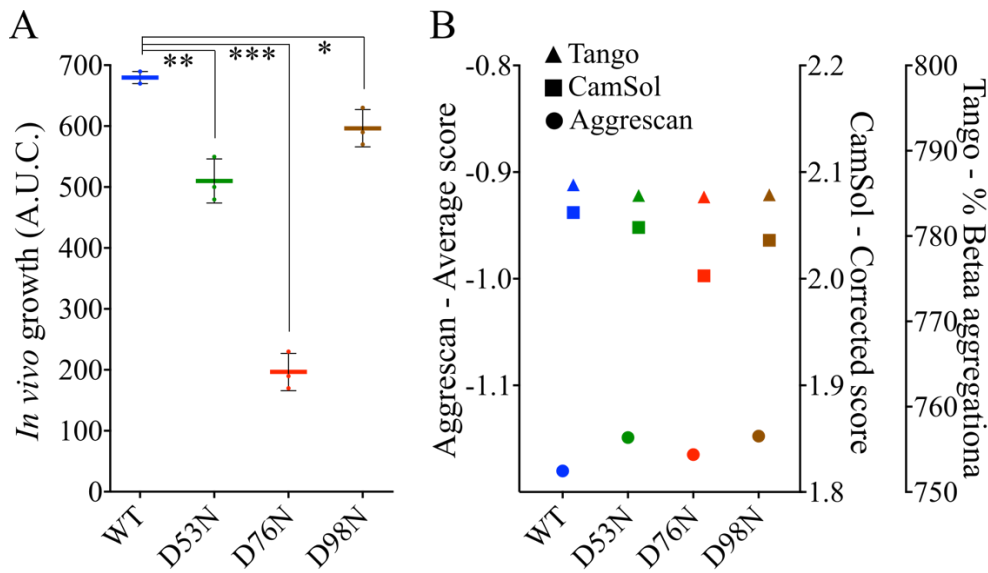 A
In vivo growth (A.U.C.)
700
600
500
400
300
200
100
0
**
***
*
WT
D53N
D76N
D98N
B
Tango
CamSol
Aggrescan
Aggrescan - Average score
-0.8
-0.9
-1.0
-1.1
WT
D53N
D76N
D98N
2.2
2.1
2.0
1.9
1.8
CamSol - Corrected score
800
790
780
770
760
750
Tango - % Betaa aggregationa